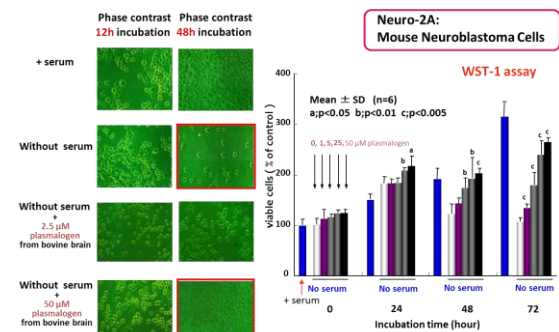 Phase contrast
12h incubation
Phase contrast
48h incubation
+ serum
Without serum
Without serum
+
2.5 μM
plasmalogen
from bovine brain
Without serum
+
50 μM
plasmalogen
from bovine brain
Neuro-2A:
Mouse Neuroblastoma Cells
WST-1 assay
Mean ± SD (n=6)
a;p<0.05 b;p<0.01 c;p<0.005
0, 1, 5, 25, 50 μM plasmalogen
viable cells ( % of control )
400
300
200
100
0
a
b
b
b
c
c
c
c
c
No serum No serum No serum No serum
+ serum
0 24 48 72
Incubation time (hour)